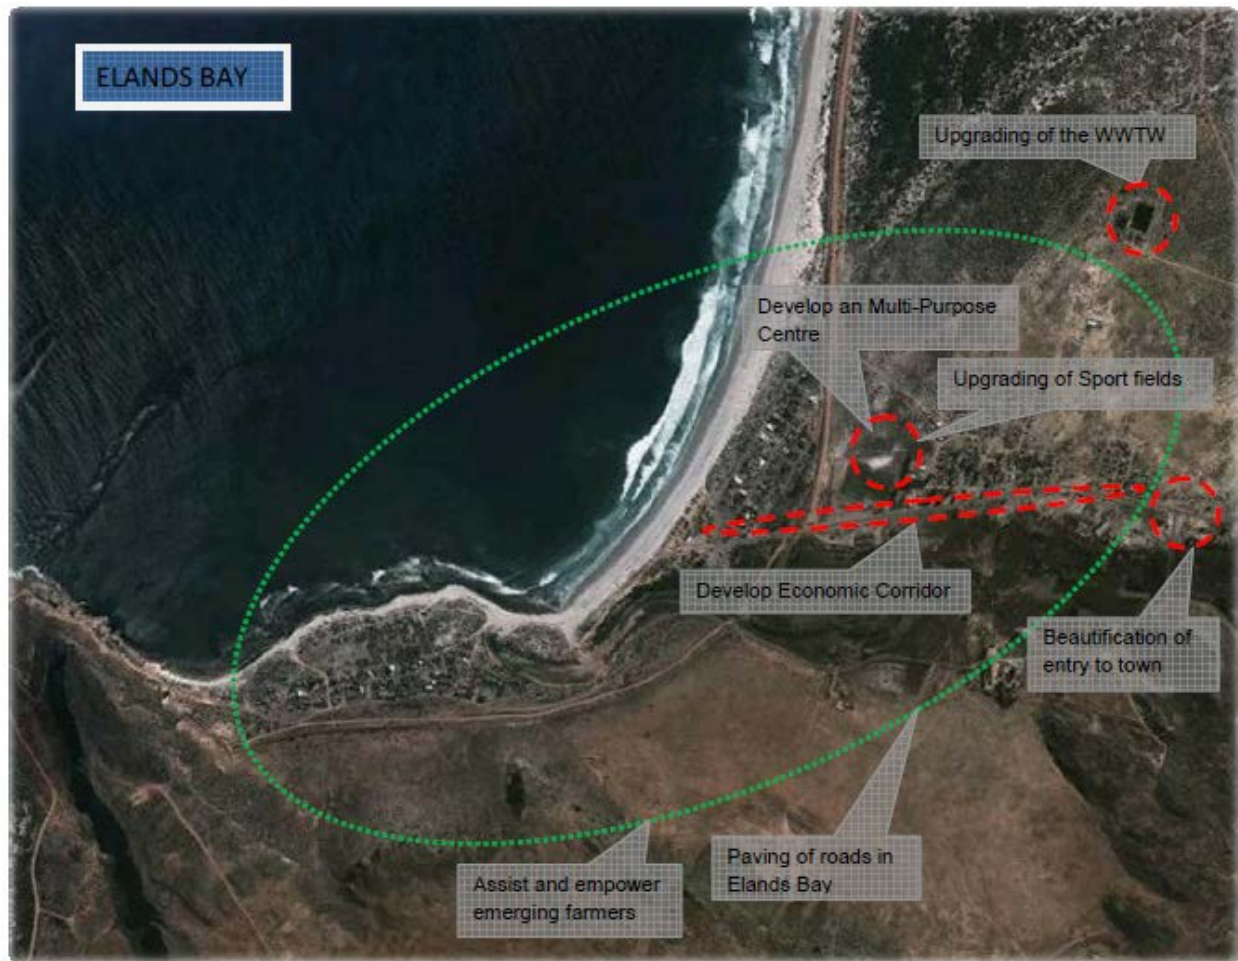 ELANDS BAY
Upgrading of the WWTW
Develop an Multi-Purpose
Centre
Upgrading of Sport fields
Develop Economic Corridor
Beautification of
entry to town
Paving of roads in
Elands Bay
Assist and empower
emerging farmers